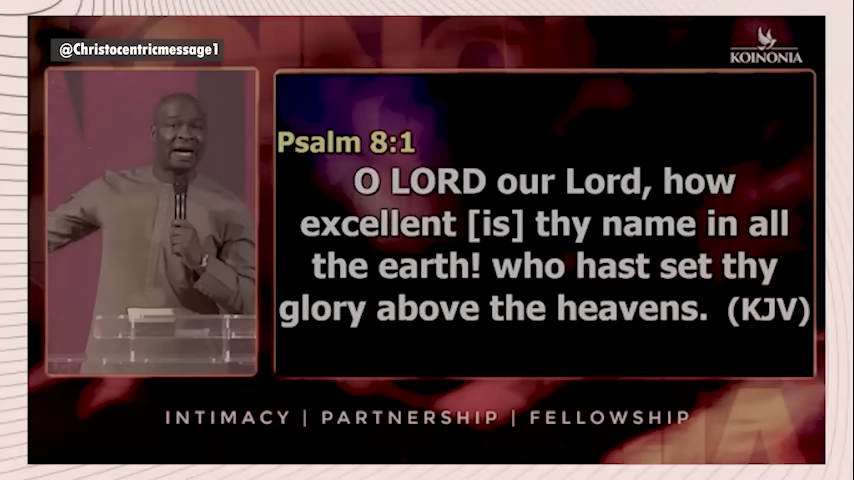 @Christocentricmessage1
KOINONIA
Psalm 8:1
O LORD our Lord, how
excellent [is] thy name in all
the earth! who hast set thy
glory above the heavens. (KJV)
INTIMACY | PARTNERSHIP | FELLOWSHIP